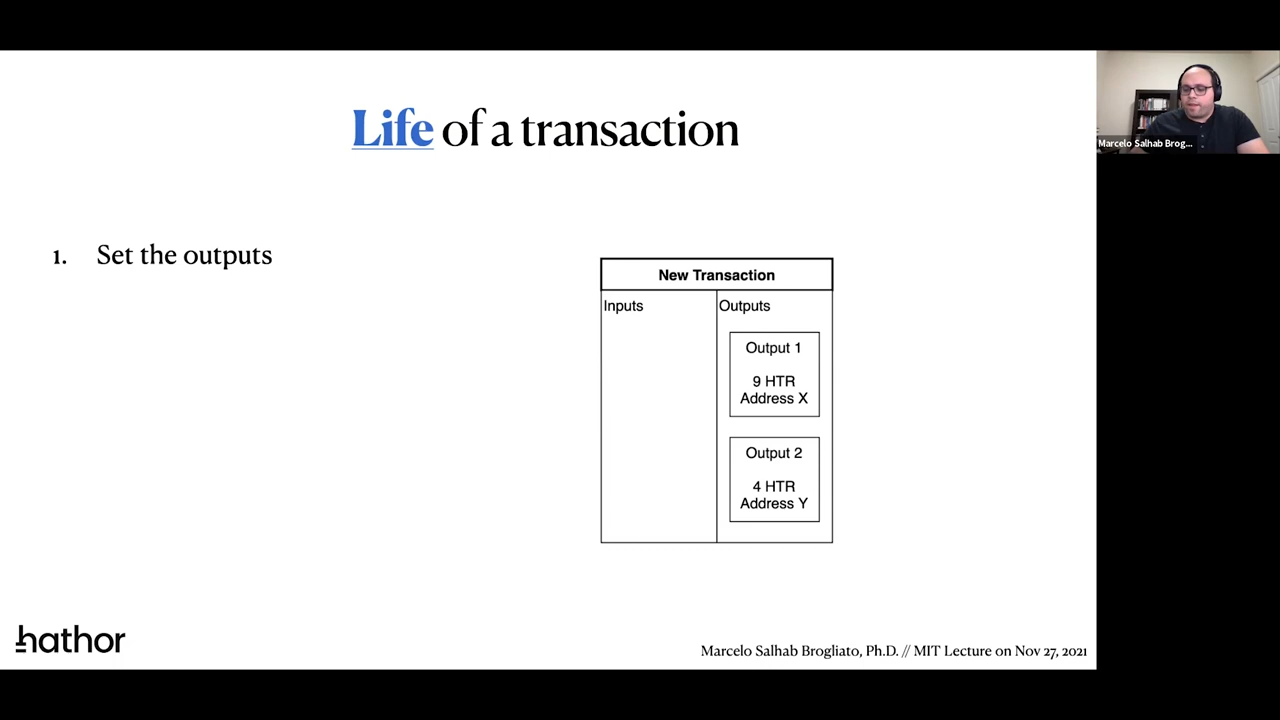 Life of a transaction
Marcelo Salhab Brog...
1. Set the outputs
New Transaction
Inputs
Outputs
Output 1
9 HTR
Address X
Output 2
4 HTR
Address Y
hathor
Marcelo Salhab Brogliato, Ph.D. // MIT Lecture on Nov 27, 2021